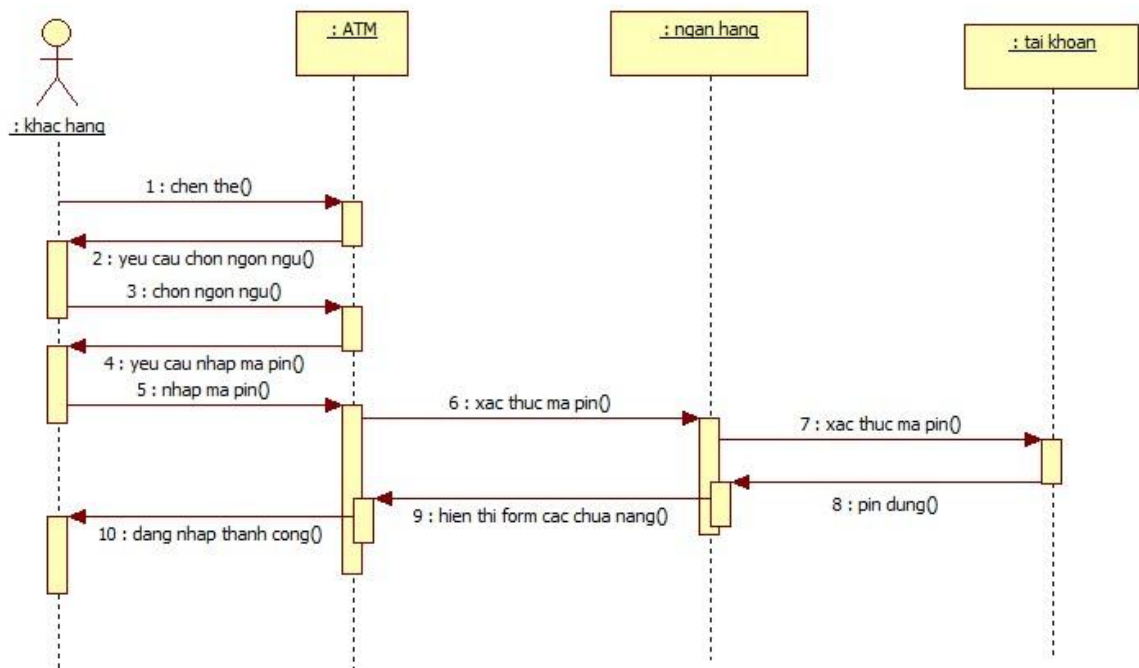 : ATM
: ngan hang
: tai khoan
: khac hang
1 : chen the()
2 : yeu cau chon ngon ngu()
3 : chon ngon ngu()
4 : yeu cau nhap ma pin()
5 : nhap ma pin()
6 : xac thuc ma pin()
7 : xac thuc ma pin()
8 : pin dung()
9 : hien thi form cac chua nang()
10 : dang nhap thanh cong()